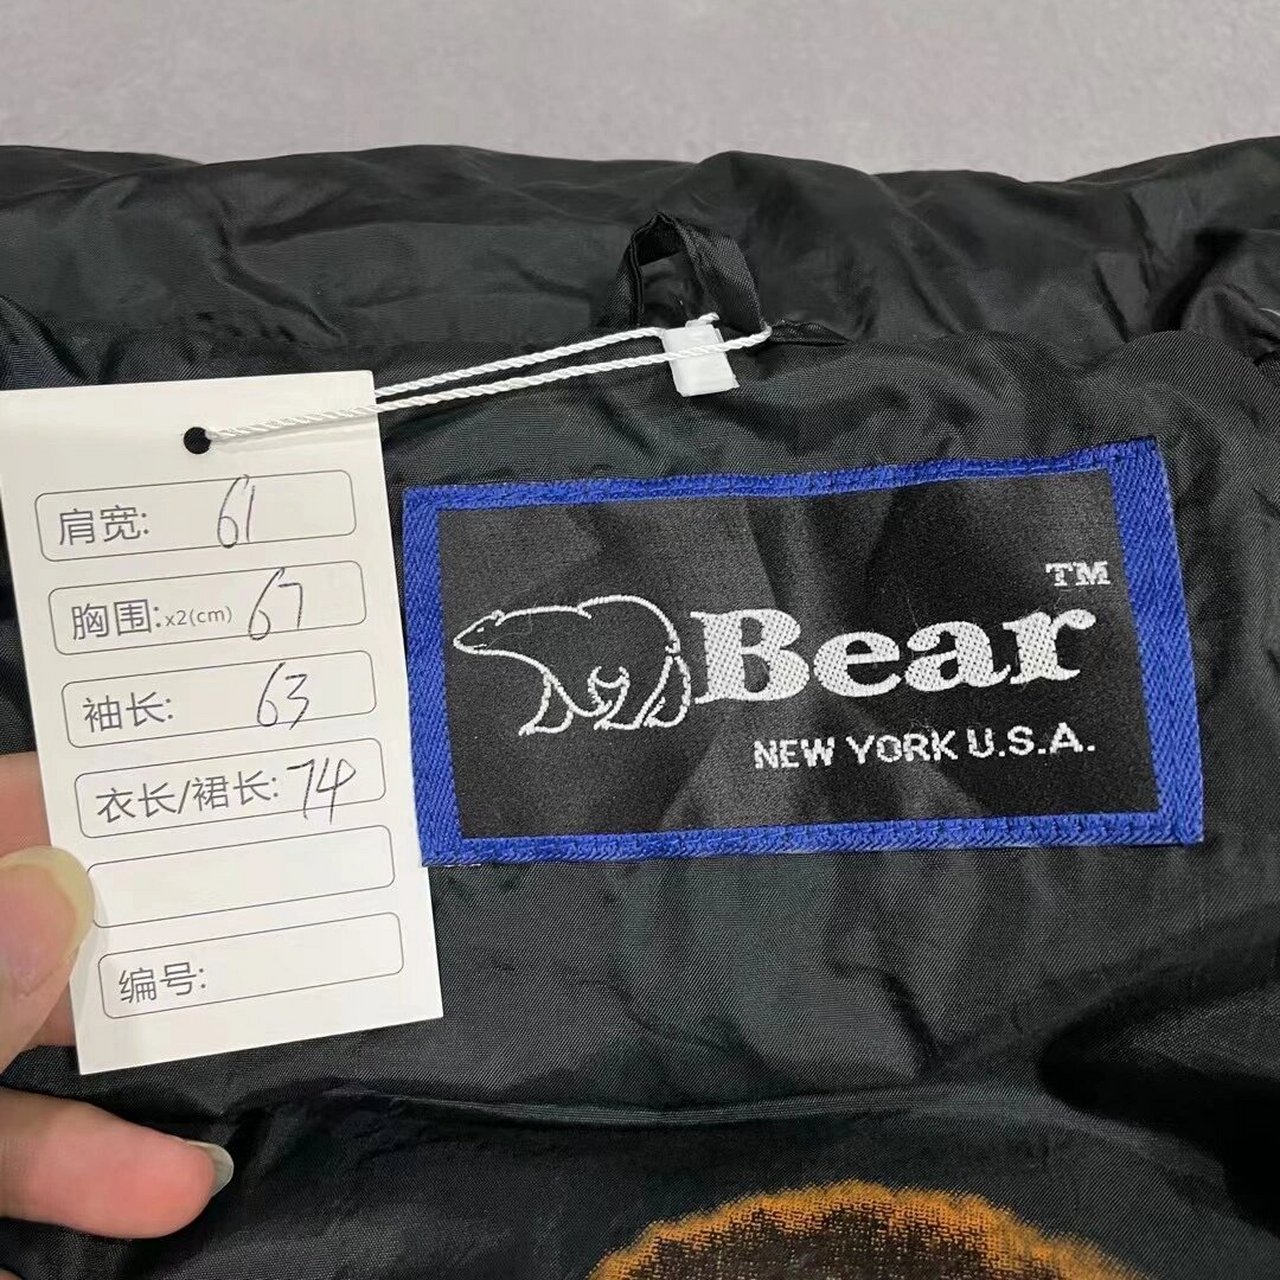 肩宽: 61
胸围:x2(cm) 67
袖长: 63
衣长/裙长: 74
编号:
TM
Bear
NEW YORK U.S.A.